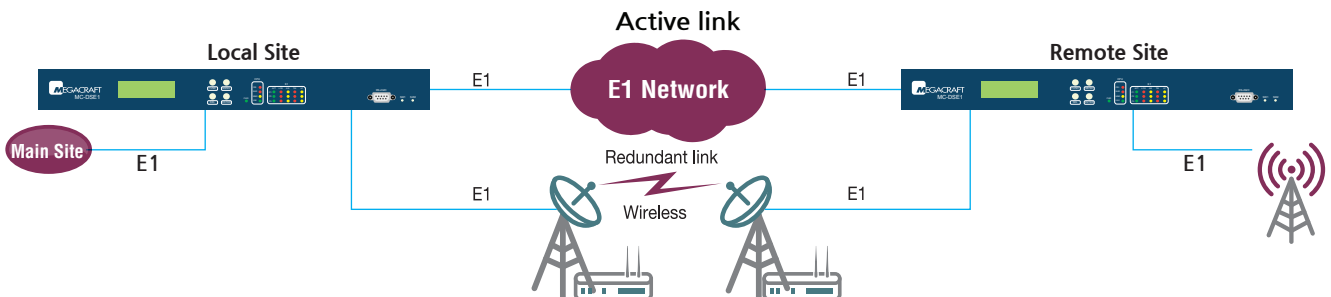 Active link
Local Site
Remote Site
MEGACRAFT
MC-DSE1
E1
E1 Network
E1
MEGACRAFT
MC-DSE1
Main Site
E1
Redundant link
E1
E1
Wireless
E1
E1